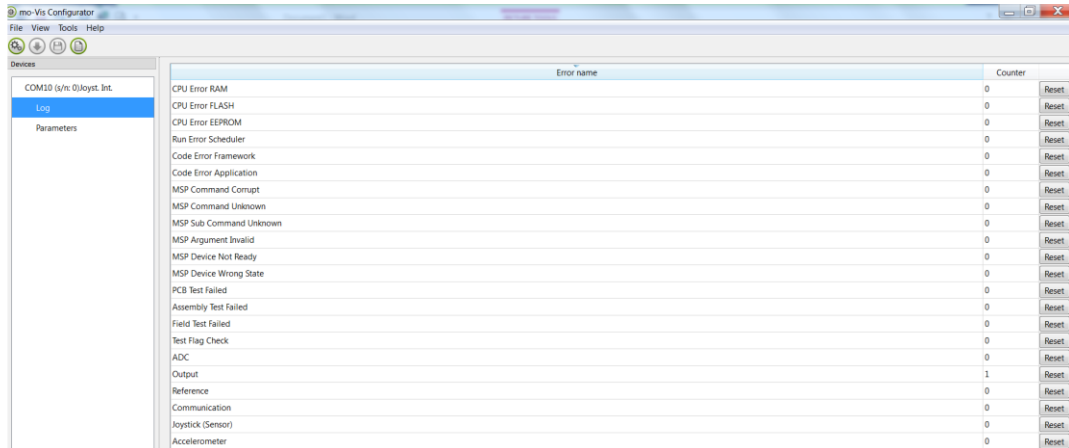 mo-Vis Configurator
File View Tools Help
Devices
Error name Counter
COM10 (s/n: 0)Joyst. Int.
Log
Parameters
CPU Error RAM 0 Reset
CPU Error FLASH 0 Reset
CPU Error EEPROM 0 Reset
Run Error Scheduler 0 Reset
Code Error Framework 0 Reset
Code Error Application 0 Reset
MSP Command Corrupt 0 Reset
MSP Command Unknown 0 Reset
MSP Sub Command Unknown 0 Reset
MSP Argument Invalid 0 Reset
MSP Device Not Ready 0 Reset
MSP Device Wrong State 0 Reset
PCB Test Failed 0 Reset
Assembly Test Failed 0 Reset
Field Test Failed 0 Reset
Test Flag Check 0 Reset
ADC 0 Reset
Output 1 Reset
Reference 0 Reset
Communication 0 Reset
Joystick (Sensor) 0 Reset
Accelerometer 0 Reset